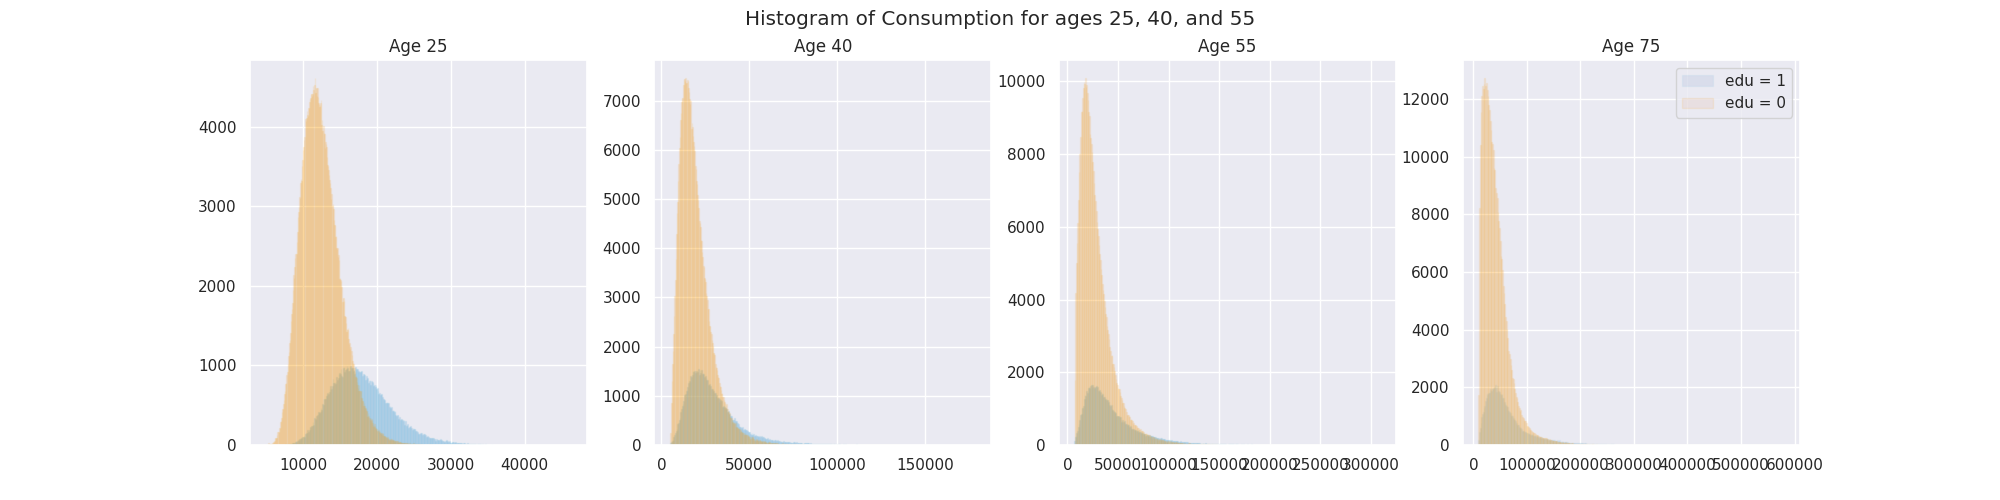 Histogram of Consumption for ages 25, 40, and 55
Age 25
4000
3000
2000
1000
0
10000 20000 30000 40000
Age 40
7000
6000
5000
4000
3000
2000
1000
0
0 50000 100000 150000
Age 55
10000
8000
6000
4000
2000
0
0 50000 100000 150000 200000 250000 300000
Age 75
edu = 1
edu = 0
12000
10000
8000
6000
4000
2000
0
0 100000 200000 300000 400000 500000 600000